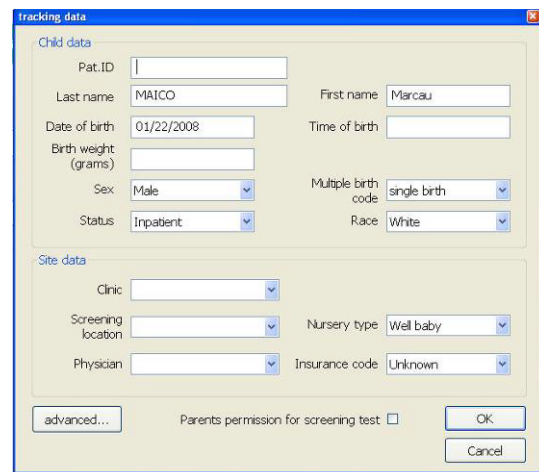 tracking data
Child data
Pat.ID
Last name MAICO First name Marcau
Date of birth 01/22/2008 Time of birth
Birth weight
(grams)
Sex Male Multiple birth
code single birth
Status Inpatient Race White
Site data
Clinic
Screening
location Nursery type Well baby
Physician Insurance code Unknown
advanced... Parents permission for screening test OK
Cancel